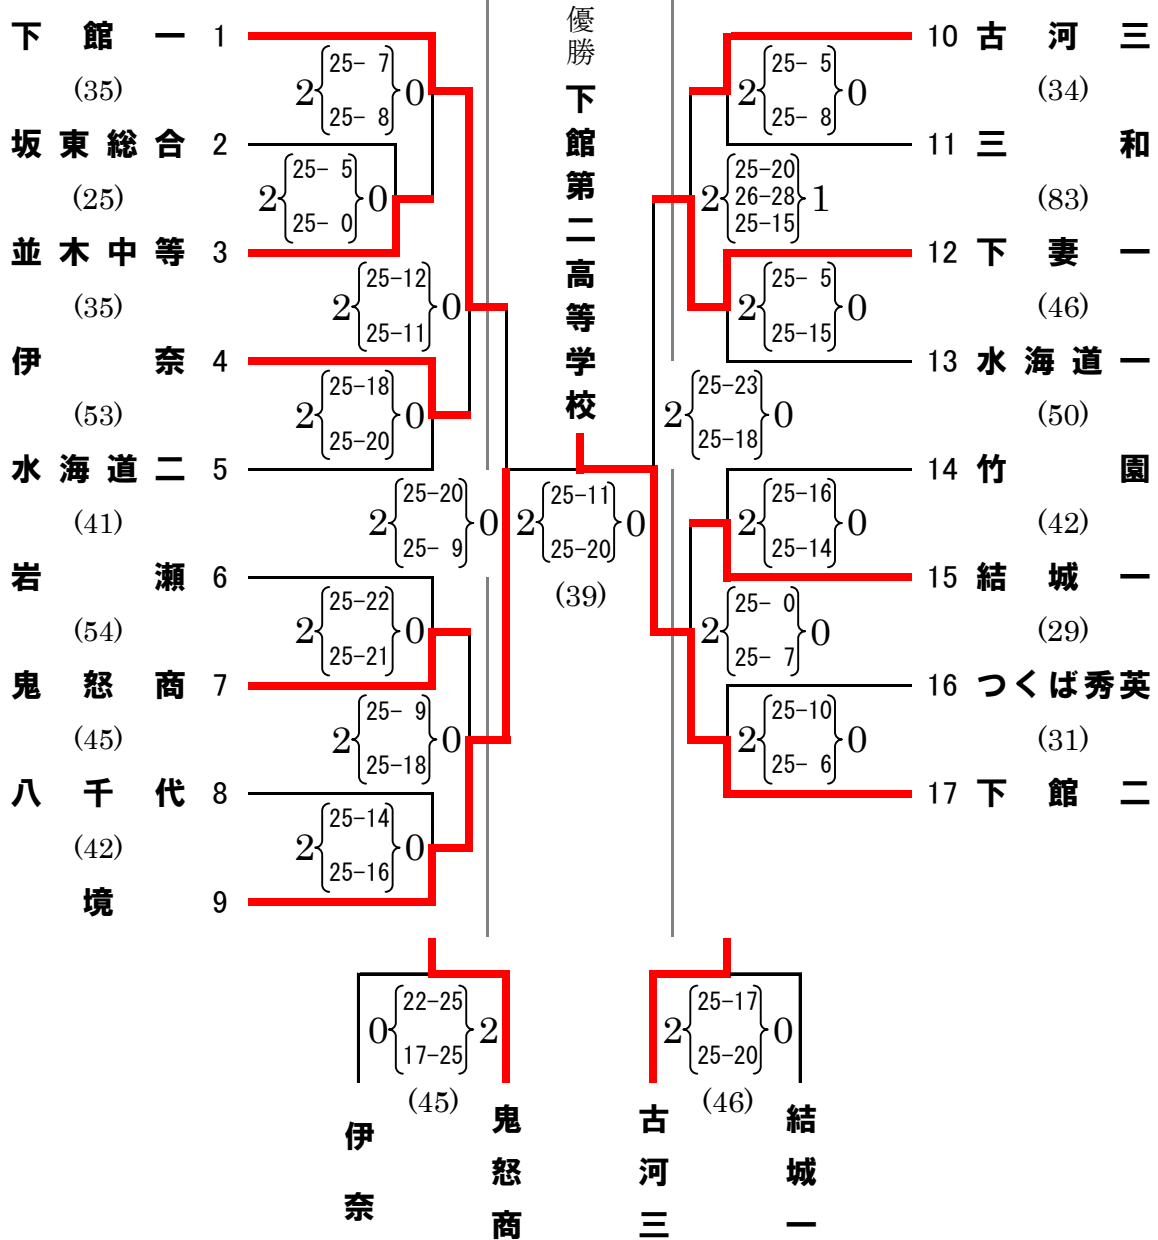 下館一 1
(35)
坂東総合 2
(25)
並木中等 3
(35)
伊奈 4
(53)
水海道二 5
(41)
岩瀬 6
(54)
鬼怒商 7
(45)
八千代 8
(42)
境 9
2 25- 7 0
25- 8
2 25- 5 0
25- 0
2 25-12 0
25-11
2 25-18 0
25-20
2 25-20 0
25- 9
2 25-22 0
25-21
2 25- 9 0
25-18
2 25-14 0
25-16
優勝
下館第二高等学校
2 25-11 0
25-20
(39)
10 古河三
(34)
11 三和
(83)
12 下妻一
(46)
13 水海道一
(50)
14 竹園
(42)
15 結城一
(29)
16 つくば秀英
(31)
17 下館二
2 25- 5 0
25- 8
2 25-20 1
26-28
25-15
2 25- 5 0
25-15
2 25-23 0
25-18
2 25-16 0
25-14
2 25- 0 0
25- 7
2 25-10 0
25- 6
0 22-25 2
17-25
(45)
伊奈
鬼怒商
2 25-17 0
25-20
(46)
古河三
結城一